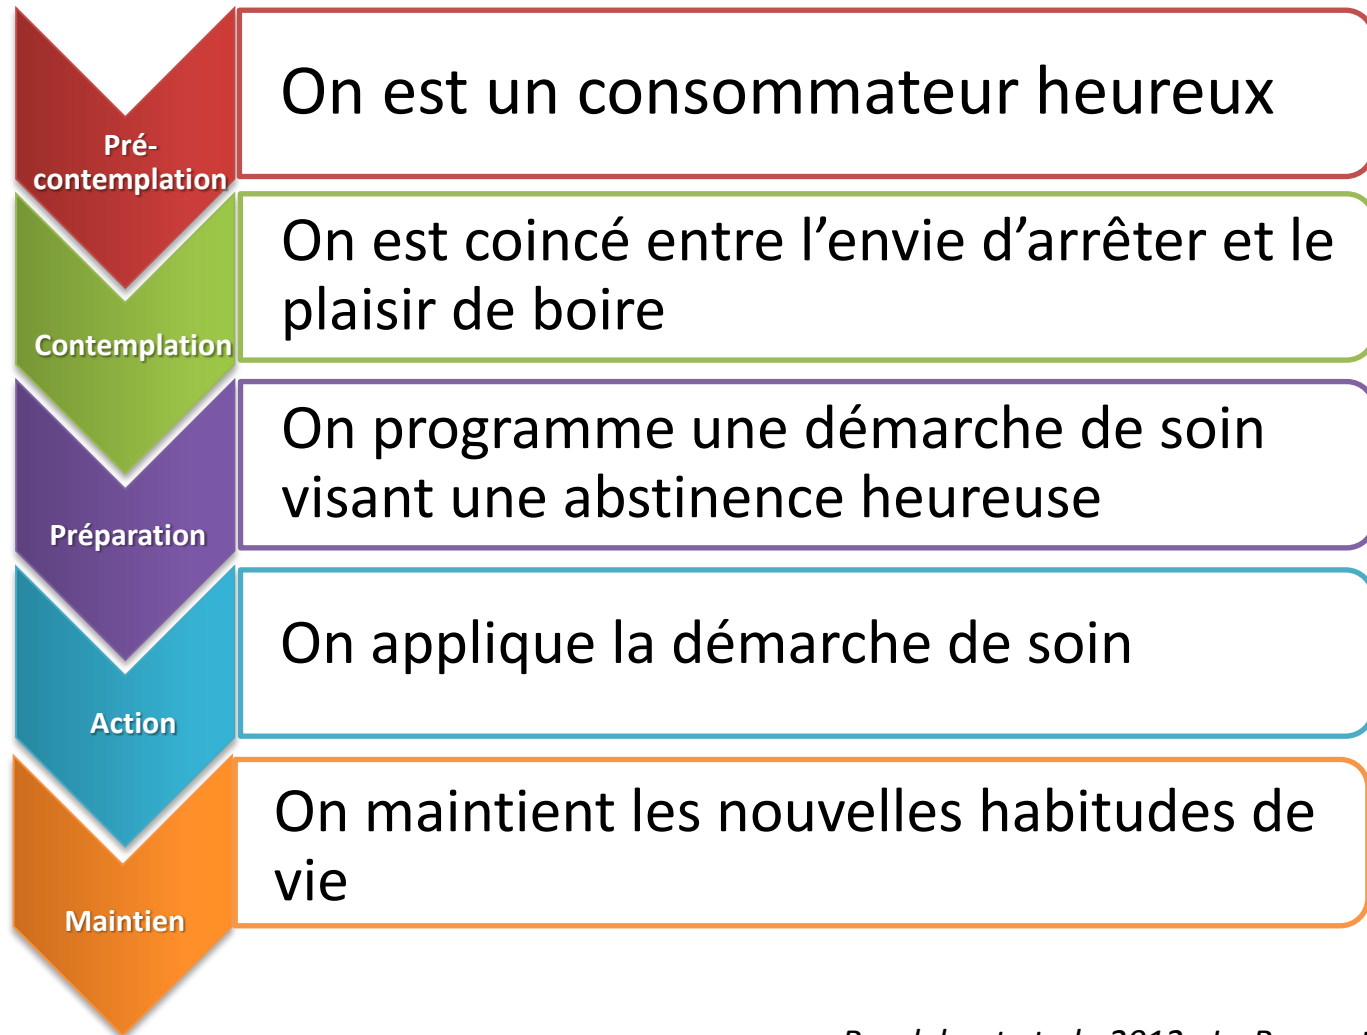 Pré-
contemplation
On est un consommateur heureux
Contemplation
On est coincé entre l’envie d’arrêter et le
plaisir de boire
Préparation
On programme une démarche de soin
visant une abstinence heureuse
Action
On applique la démarche de soin
Maintien
On maintient les nouvelles habitudes de
vie